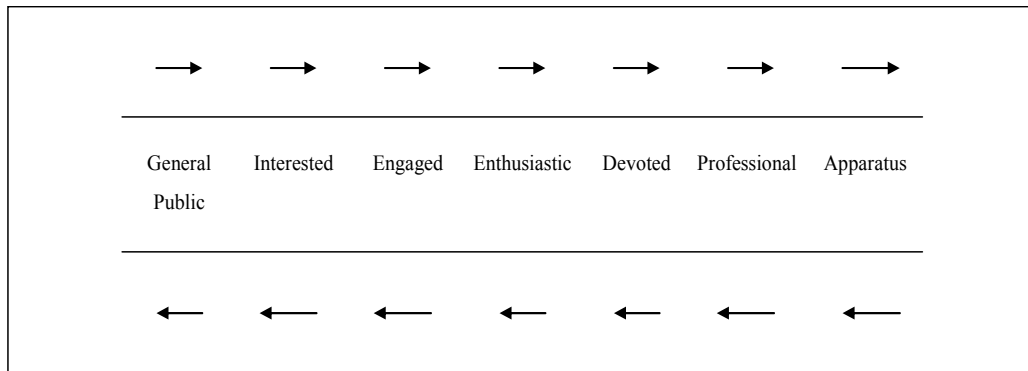 General Interested Engaged Enthusiastic Devoted Professional Apparatus
Public